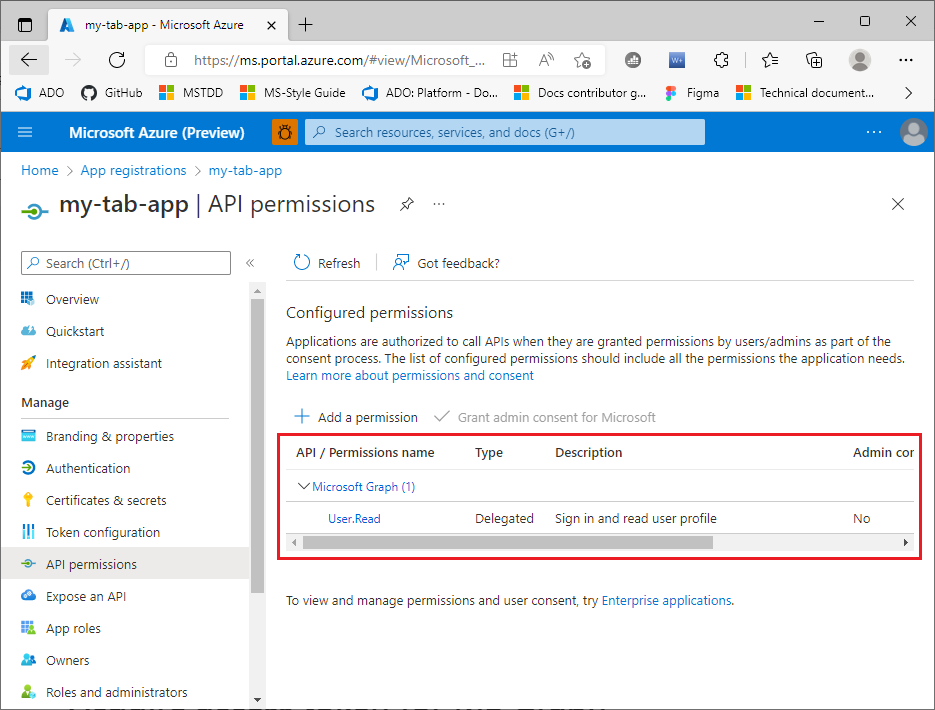 my-tab-app - Microsoft Azure
https://ms.portal.azure.com/#view/Microsoft_...
ADO GitHub MSTDD MS-Style Guide ADO: Platform - Do... Docs contributor g... Figma Technical document...
Microsoft Azure (Preview) Search resources, services, and docs (G+/)
Home > App registrations > my-tab-app
my-tab-app | API permissions
Search (Ctrl+/)
Refresh Got feedback?
Overview
Quickstart
Integration assistant
Manage
Branding & properties
Authentication
Certificates & secrets
Token configuration
API permissions
Expose an API
App roles
Owners
Roles and administrators
Configured permissions
Applications are authorized to call APIs when they are granted permissions by users/admins as part of the
consent process. The list of configured permissions should include all the permissions the application needs.
Learn more about permissions and consent
Add a permission Grant admin consent for Microsoft
API / Permissions name Type Description Admin cor
Microsoft Graph (1)
User.Read Delegated Sign in and read user profile No
To view and manage permissions and user consent, try Enterprise applications.